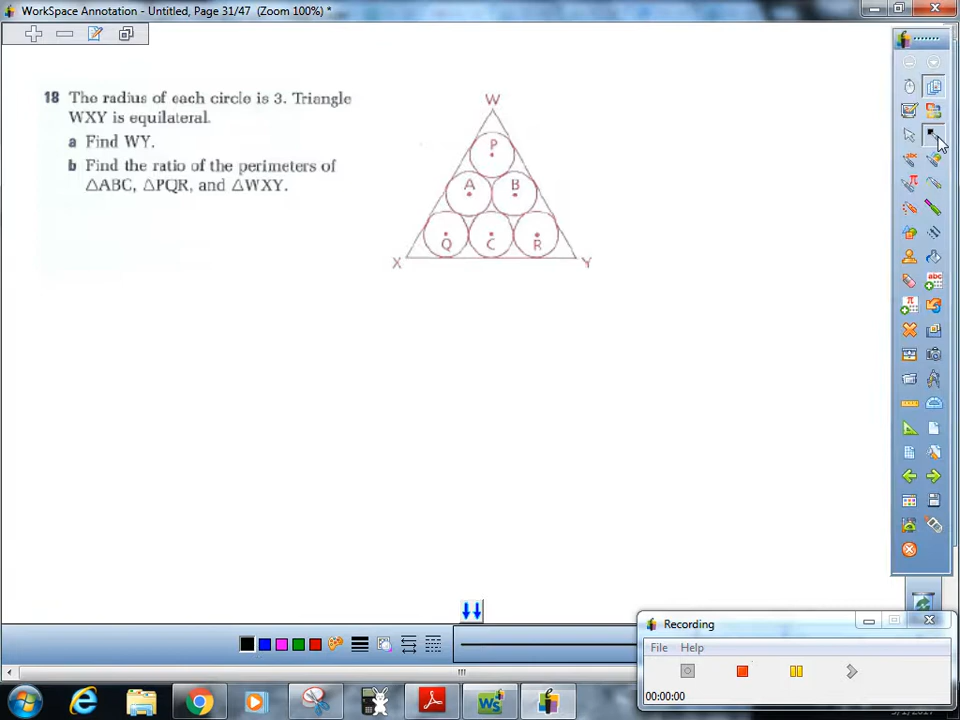 WorkSpace Annotation - Untitled, Page 31/47 (Zoom 100%) *
18 The radius of each circle is 3. Triangle
WXY is equilateral.
a Find WY.
b Find the ratio of the perimeters of
△ABC, △PQR, and △WXY.
W
P
A B
Q C R
X Y
Recording
File Help
00:00:00